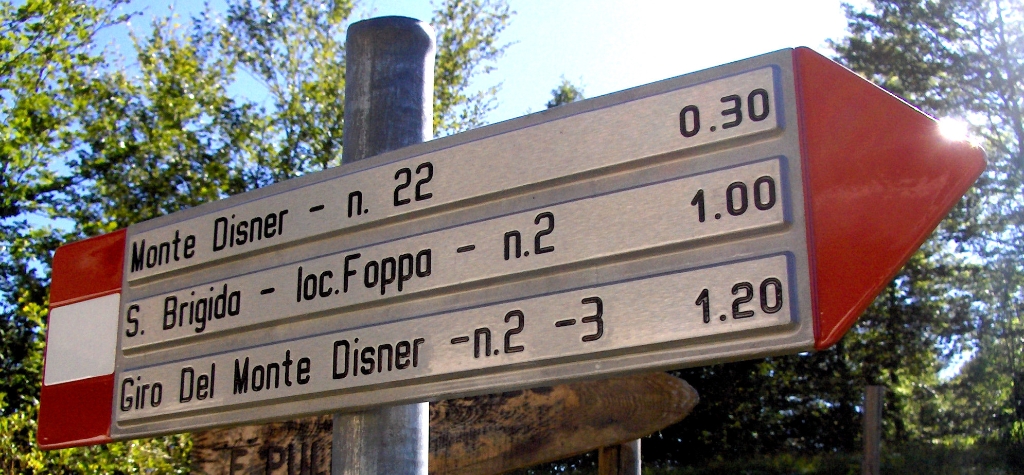 Monte Disner - n. 22 0.30
S. Brigida - loc.Foppa - n.2 1.00
Giro Del Monte Disner -n.2 -3 1.20